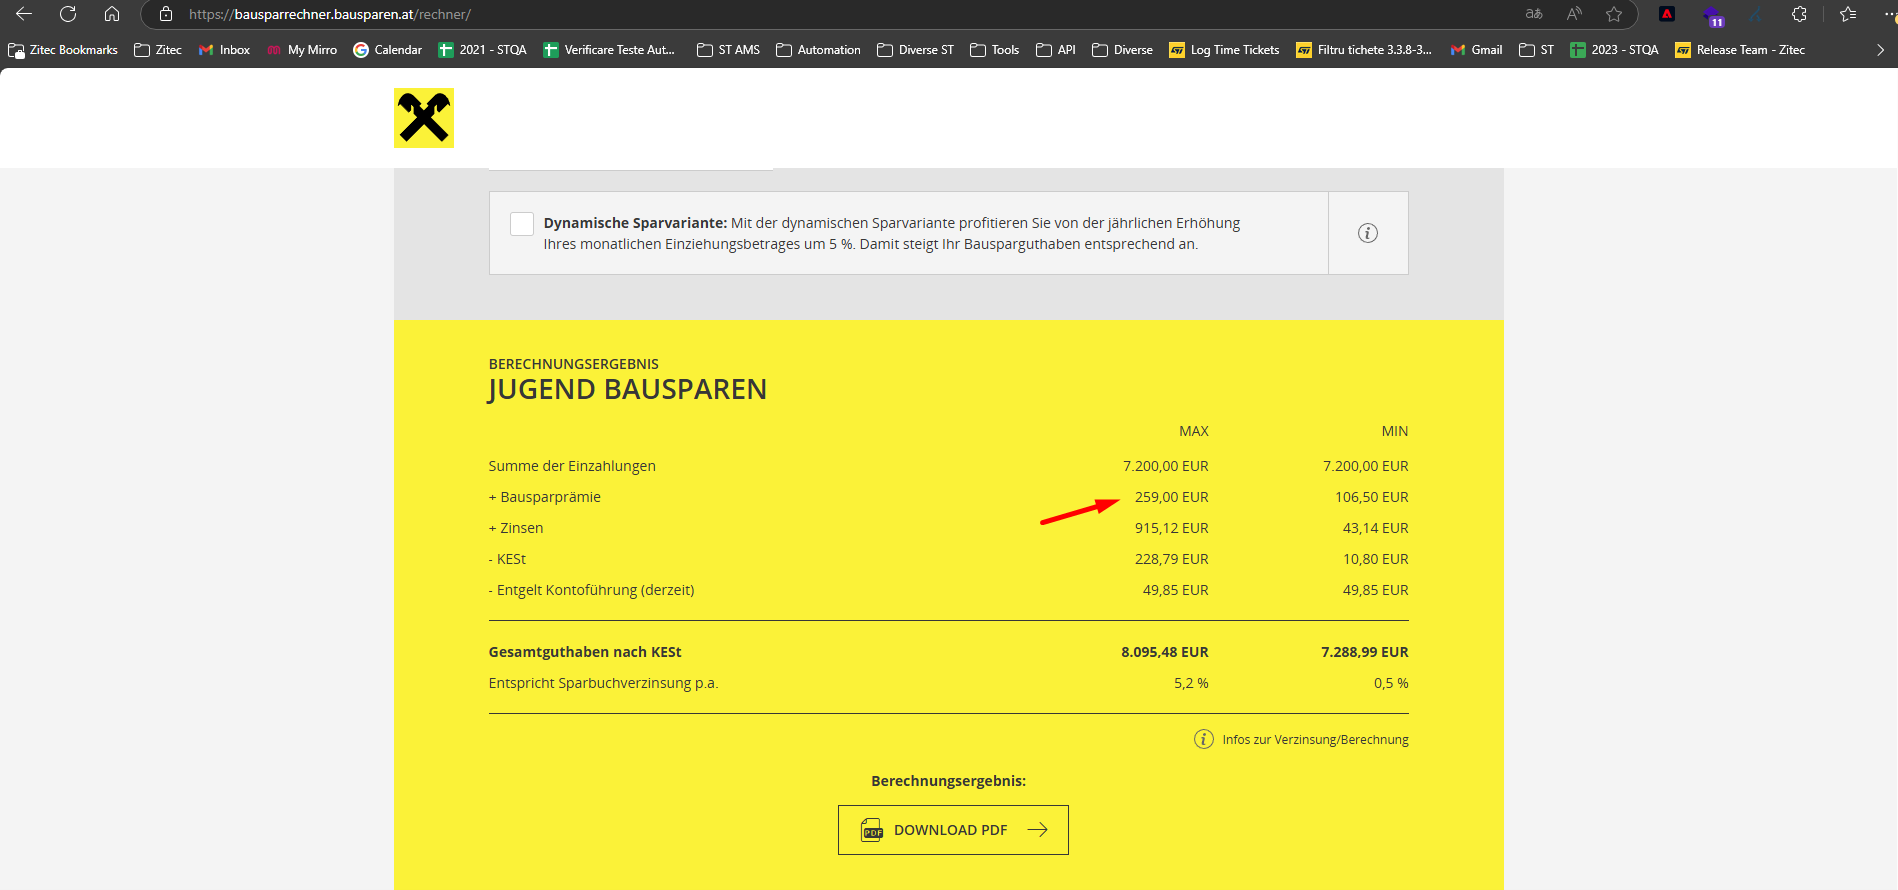 https://bausparrechner.bausparen.at/rechner/
11
Zitec Bookmarks Zitec Inbox My Mirro Calendar 2021 - STQA Verificare Teste Aut... ST AMS Automation Diverse ST Tools API Diverse Log Time Tickets Filtru tichete 3.3.8-3... Gmail ST 2023 - STQA Release Team - Zitec
Dynamische Sparvariante: Mit der dynamischen Sparvariante profitieren Sie von der jährlichen Erhöhung
Ihres monatlichen Einziehungsbetrages um 5 %. Damit steigt Ihr Bausparguthaben entsprechend an.
BERECHNUNGSERGEBNIS
JUGEND BAUSPAREN
MAX MIN
Summe der Einzahlungen 7.200,00 EUR 7.200,00 EUR
+ Bausparprämie 259,00 EUR 106,50 EUR
+ Zinsen 915,12 EUR 43,14 EUR
- KESt 228,79 EUR 10,80 EUR
- Entgelt Kontoführung (derzeit) 49,85 EUR 49,85 EUR
Gesamtguthaben nach KESt 8.095,48 EUR 7.288,99 EUR
Entspricht Sparbuchverzinsung p.a. 5,2 % 0,5 %
Infos zur Verzinsung/Berechnung
Berechnungsergebnis:
PDF DOWNLOAD PDF